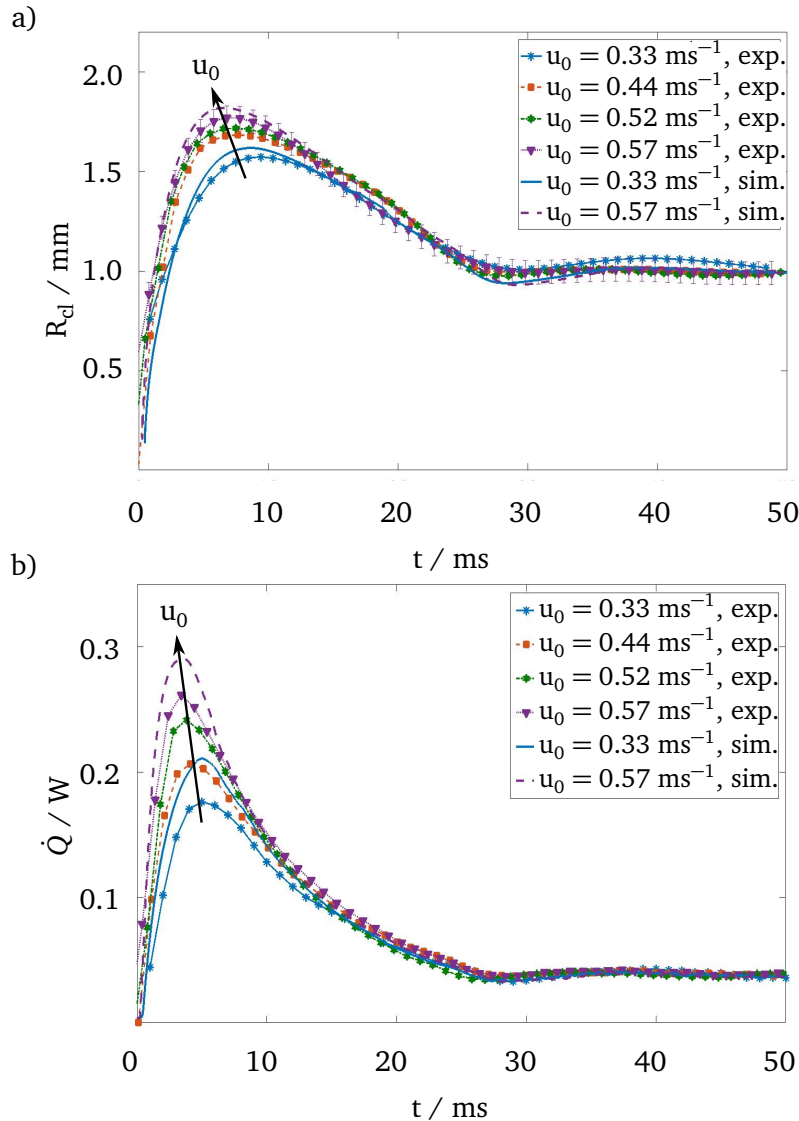 a)
2.0
1.5
1.0
0.5
R_cl / mm
u₀
u₀ = 0.33 ms⁻¹, exp.
u₀ = 0.44 ms⁻¹, exp.
u₀ = 0.52 ms⁻¹, exp.
u₀ = 0.57 ms⁻¹, exp.
u₀ = 0.33 ms⁻¹, sim.
u₀ = 0.57 ms⁻¹, sim.
0 10 20 30 40 50
t / ms
b)
0.3
0.2
0.1
Q̇ / W
u₀
u₀ = 0.33 ms⁻¹, exp.
u₀ = 0.44 ms⁻¹, exp.
u₀ = 0.52 ms⁻¹, exp.
u₀ = 0.57 ms⁻¹, exp.
u₀ = 0.33 ms⁻¹, sim.
u₀ = 0.57 ms⁻¹, sim.
0 10 20 30 40 50
t / ms